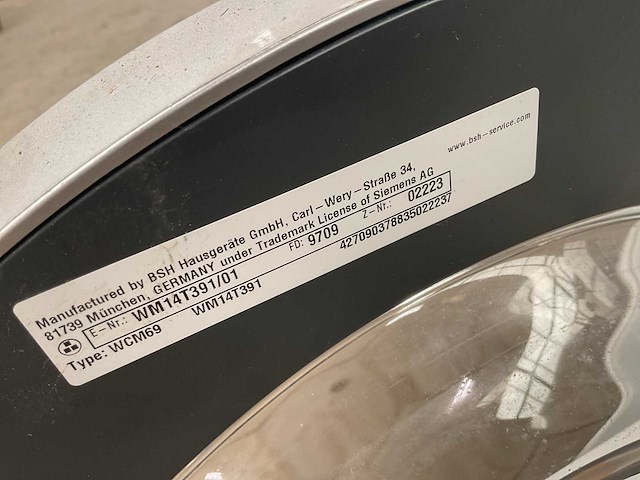 www.bsh-service.com
Manufactured by BSH Hausgeräte GmbH, Carl-Wery-Straße 34,
81739 München, GERMANY under Trademark License of Siemens AG
E-Nr.: WM14T391/01 FD: 9709 Z-Nr.: 02223
Type: WCM69 WM14T391 427090378835022237